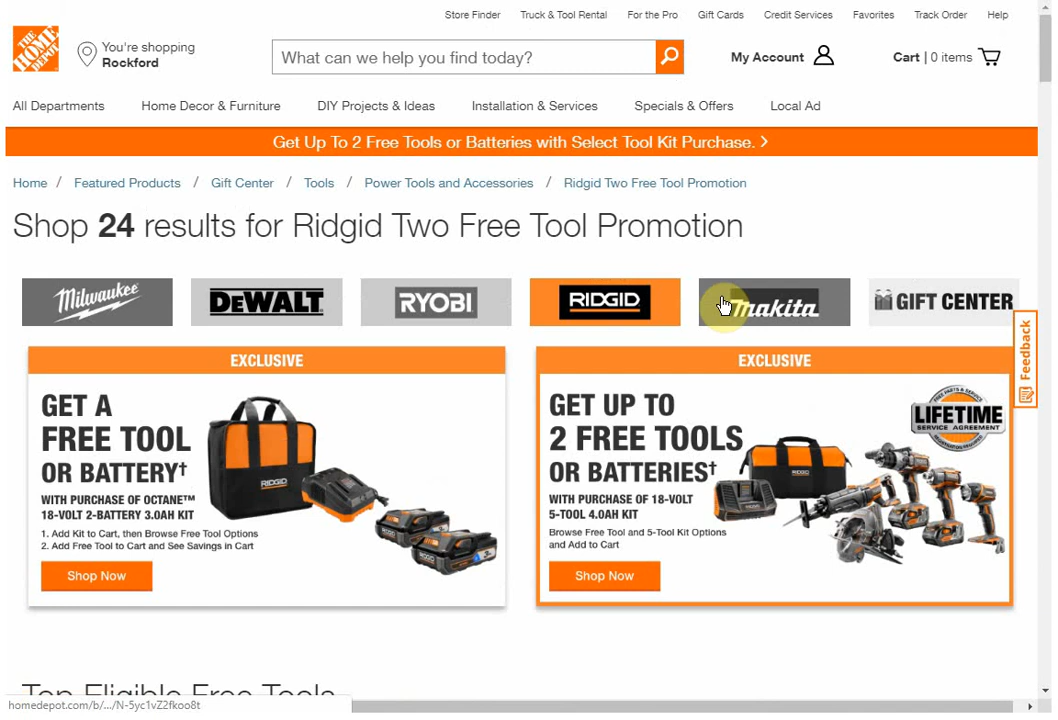 Store Finder Truck & Tool Rental For the Pro Gift Cards Credit Services Favorites Track Order Help
THE HOME DEPOT
You're shopping
Rockford
What can we help you find today?
My Account
Cart | 0 items
All Departments Home Decor & Furniture DIY Projects & Ideas Installation & Services Specials & Offers Local Ad
Get Up To 2 Free Tools or Batteries with Select Tool Kit Purchase. >
Home / Featured Products / Gift Center / Tools / Power Tools and Accessories / Ridgid Two Free Tool Promotion
Shop 24 results for Ridgid Two Free Tool Promotion
Milwaukee DEWALT RYOBI RIDGID makita GIFT CENTER
Feedback
EXCLUSIVE
GET A
FREE TOOL
OR BATTERY†
WITH PURCHASE OF OCTANE™
18-VOLT 2-BATTERY 3.0AH KIT
1. Add Kit to Cart, then Browse Free Tool Options
2. Add Free Tool to Cart and See Savings in Cart
Shop Now
RIDGID
EXCLUSIVE
GET UP TO
2 FREE TOOLS
OR BATTERIES†
WITH PURCHASE OF 18-VOLT
5-TOOL 4.0AH KIT
Browse Free Tool and 5-Tool Kit Options
and Add to Cart
Shop Now
RIDGID
LIFETIME
SERVICE AGREEMENT
Top Eligible Free Tools
homedepot.com/b/.../N-5yc1vZ2fkoo8t